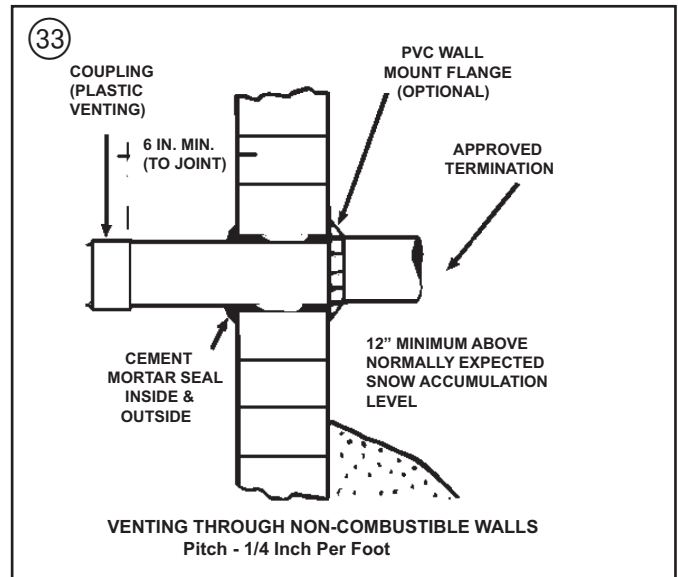 33
COUPLING
(PLASTIC
VENTING)
6 IN. MIN.
(TO JOINT)
PVC WALL
MOUNT FLANGE
(OPTIONAL)
APPROVED
TERMINATION
CEMENT
MORTAR SEAL
INSIDE &
OUTSIDE
12” MINIMUM ABOVE
NORMALLY EXPECTED
SNOW ACCUMULATION
LEVEL
VENTING THROUGH NON-COMBUSTIBLE WALLS
Pitch - 1/4 Inch Per Foot